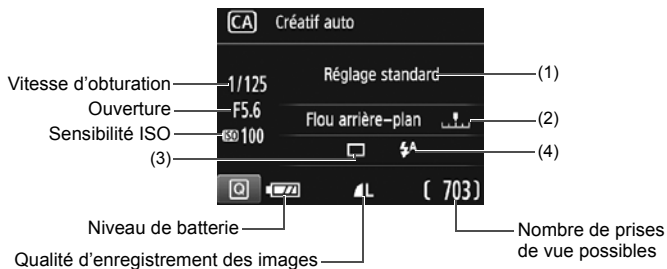 CA Créatif auto
Vitesse d'obturation 1/125 Réglage standard (1)
Ouverture F5.6 Flou arrière-plan (2)
Sensibilité ISO ISO 100
(3) (4)
Q L [ 703]
Niveau de batterie
Nombre de prises
de vue possibles
Qualité d'enregistrement des images